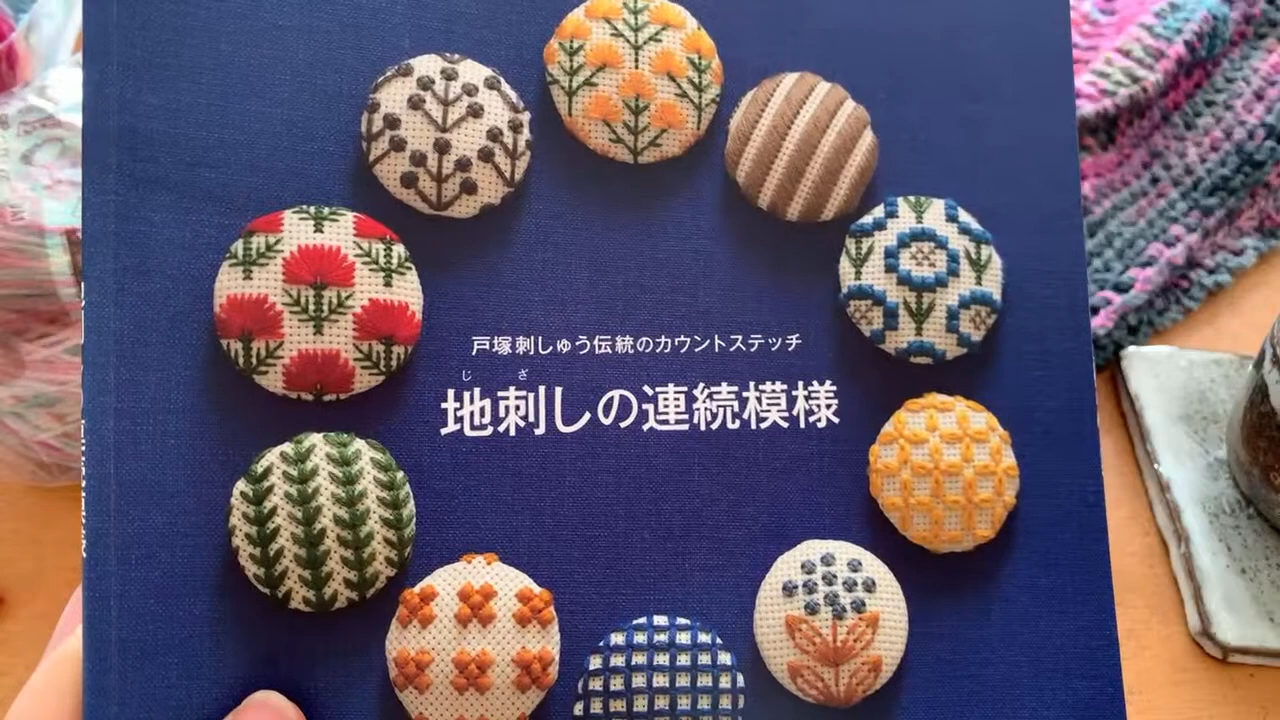 戸塚刺しゅう伝統のカウントステッチ
じざ
地刺しの連続模様